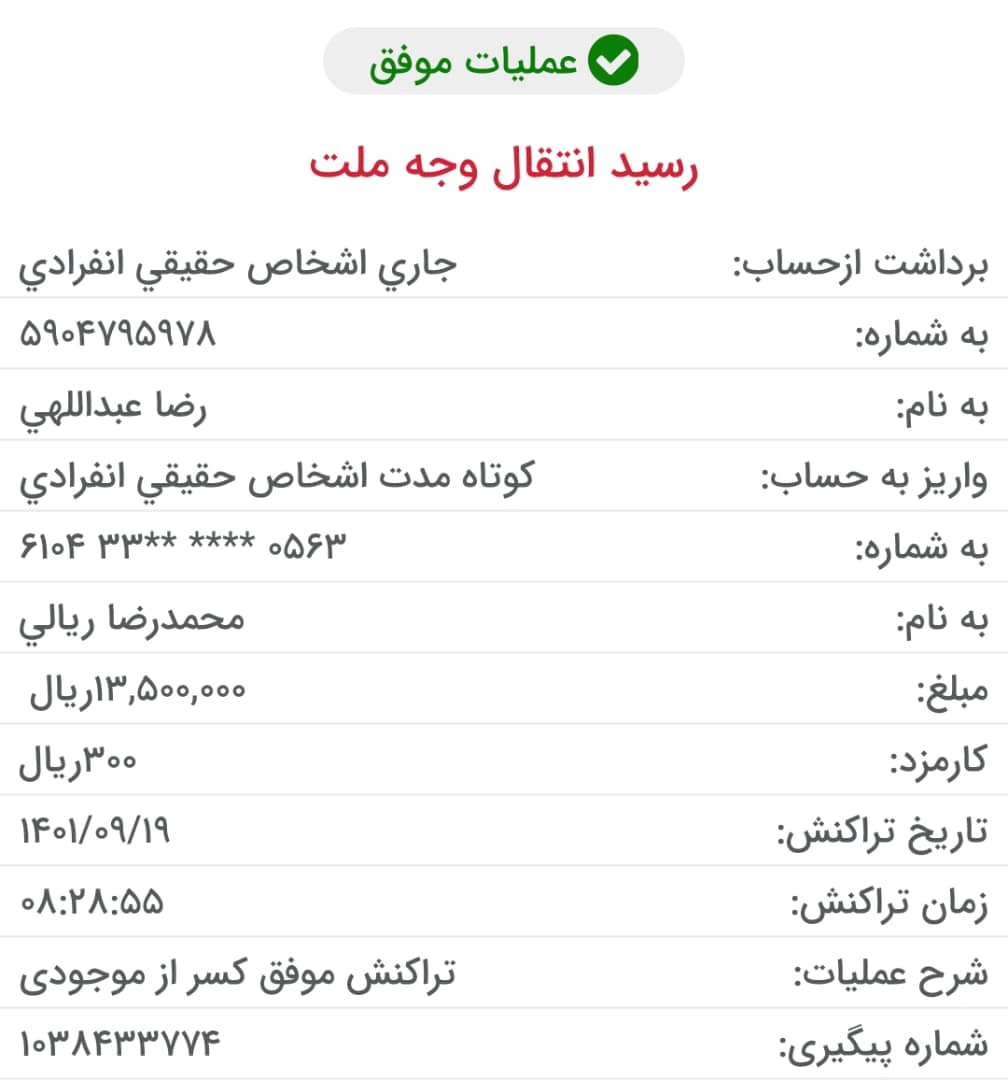 عملیات موفق
رسید انتقال وجه ملت
برداشت ازحساب: جاري اشخاص حقيقي انفرادي
به شماره: ۵۹۰۴۷۹۵۹۷۸
به نام: رضا عبداللهي
واریز به حساب: کوتاه مدت اشخاص حقيقي انفرادي
به شماره: ۶۱۰۴ ۳۳** **** ۰۵۶۳
به نام: محمدرضا ريالي
مبلغ: ۱۳,۵۰۰,۰۰۰ریال
کارمزد: ۳۰۰ریال
تاریخ تراکنش: ۱۴۰۱/۰۹/۱۹
زمان تراکنش: ۰۸:۲۸:۵۵
شرح عملیات: تراکنش موفق کسر از موجودی
شماره پیگیری: ۱۰۳۸۴۳۳۷۷۴